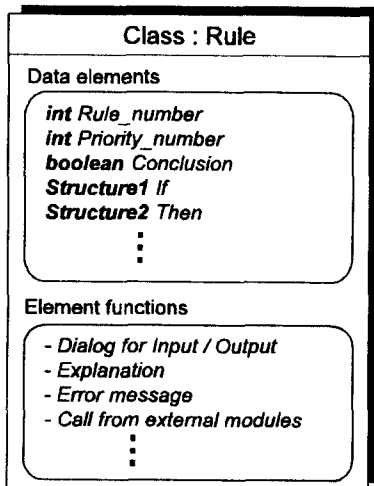 Class : Rule
Data elements
int Rule_number
int Priority_number
boolean Conclusion
Structure1 If
Structure2 Then
Element functions
- Dialog for Input / Output
- Explanation
- Error message
- Call from external modules